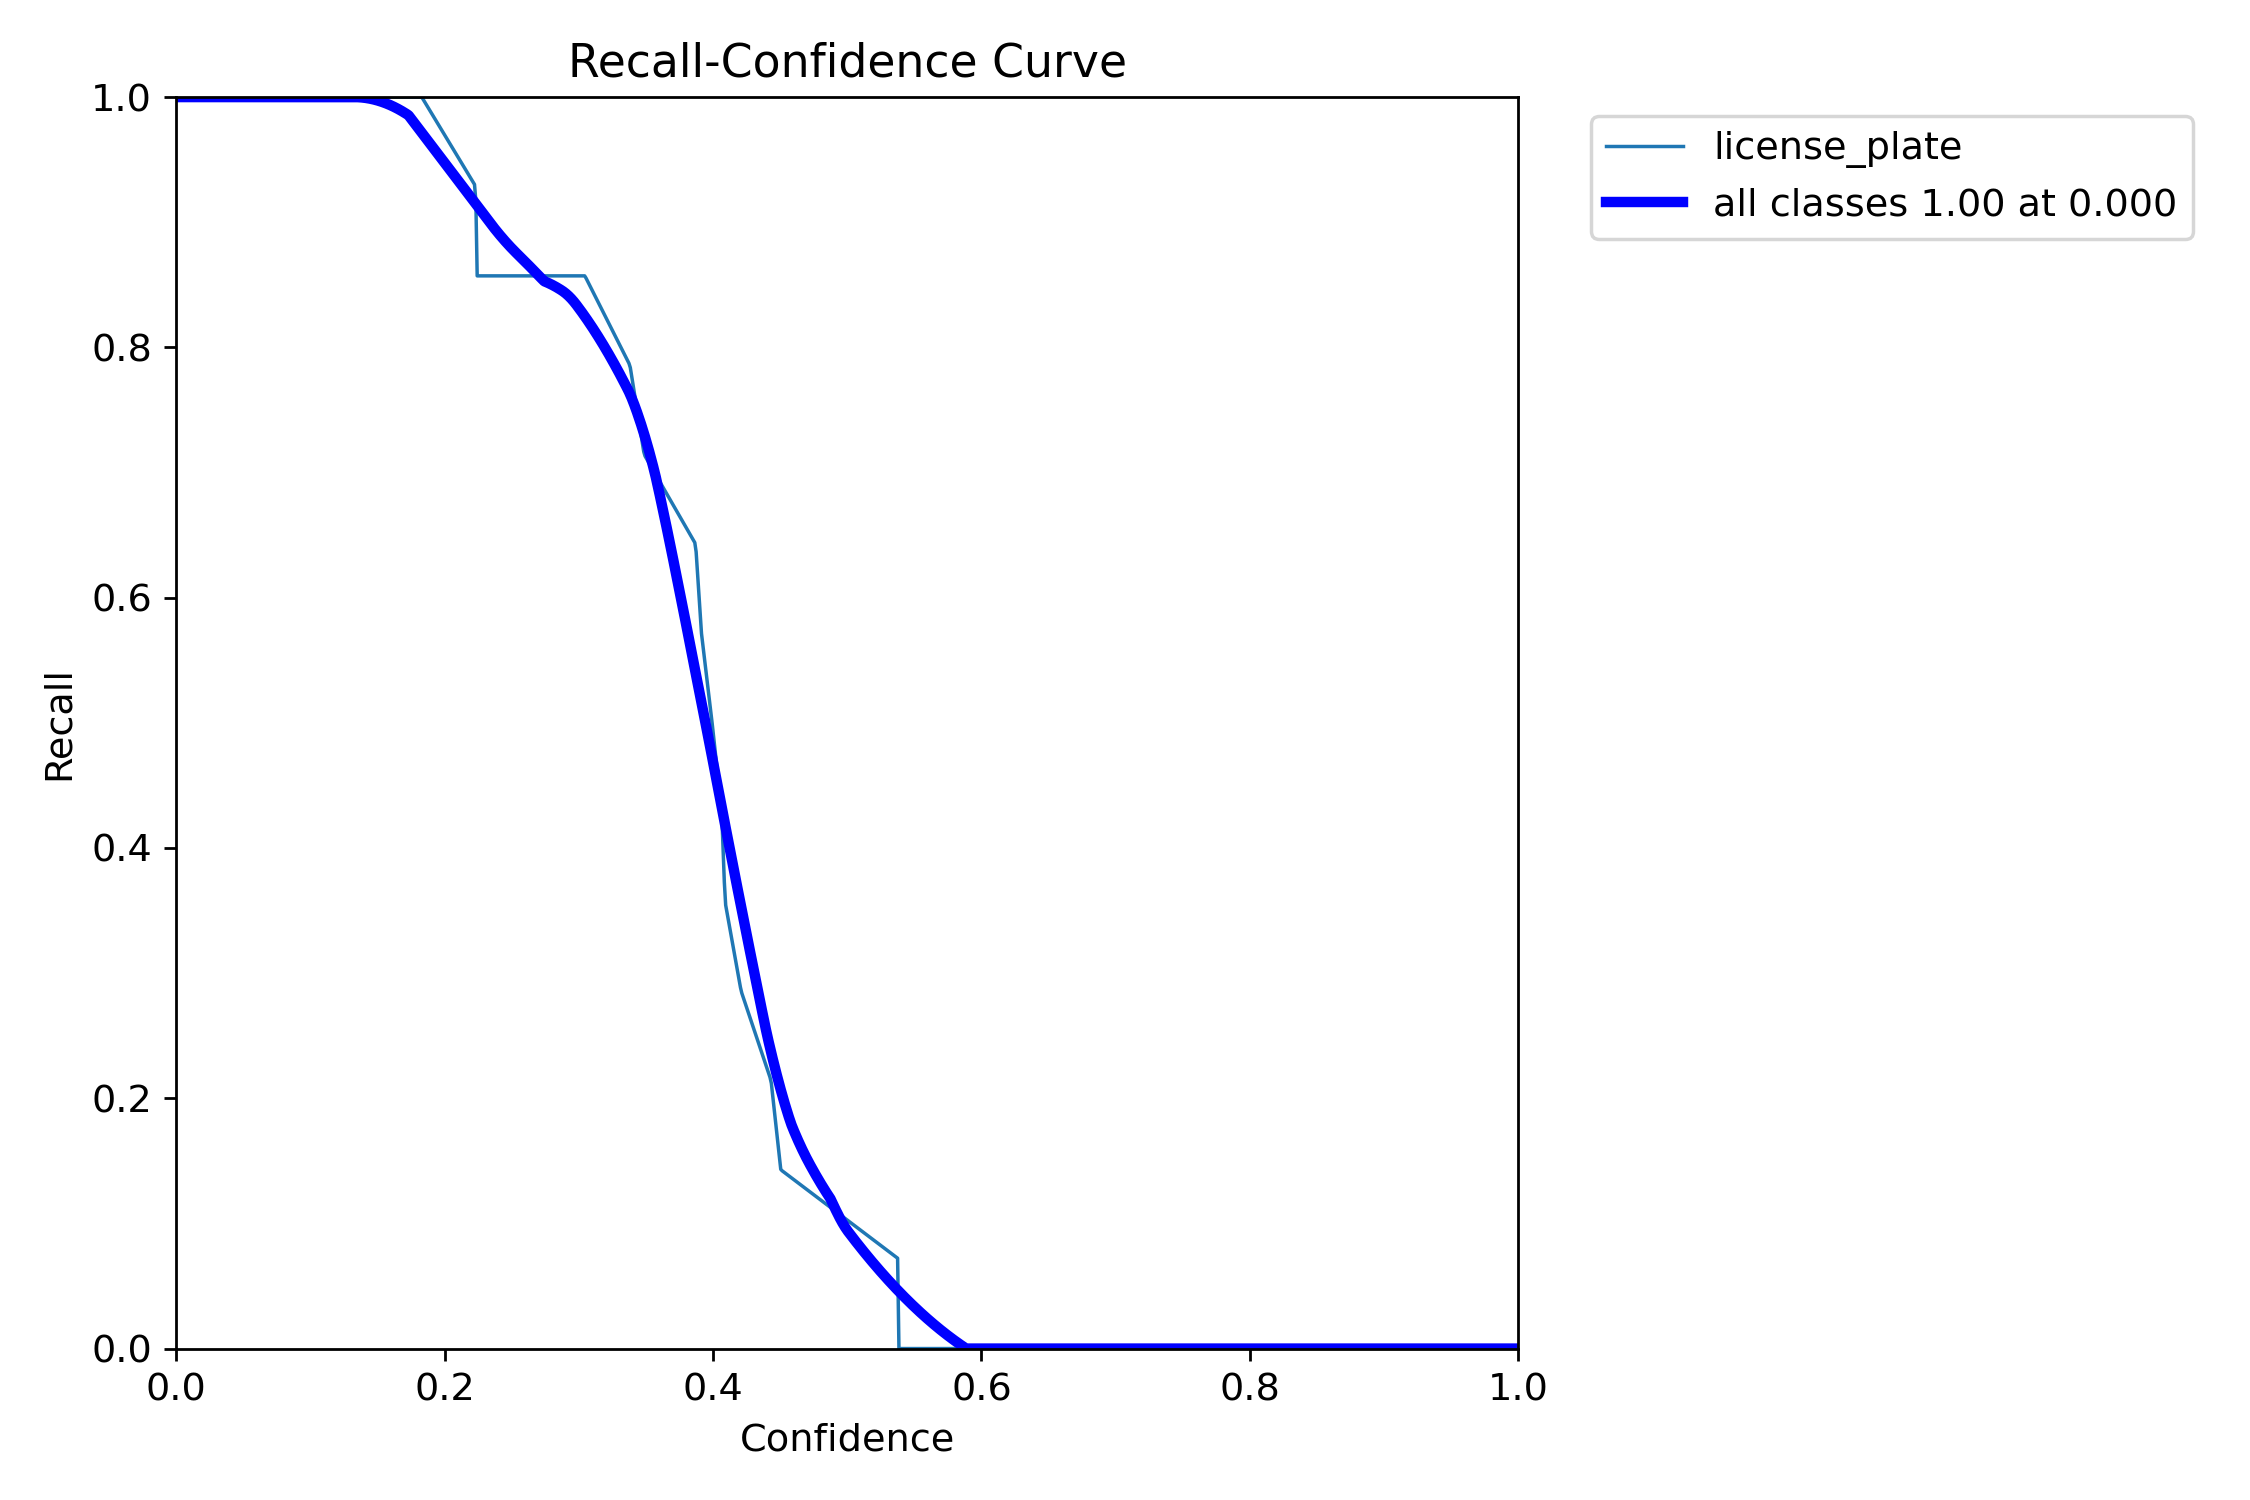 Recall-Confidence Curve
license_plate
all classes 1.00 at 0.000
1.0
0.8
0.6
0.4
0.2
0.0
Recall
0.0 0.2 0.4 0.6 0.8 1.0
Confidence